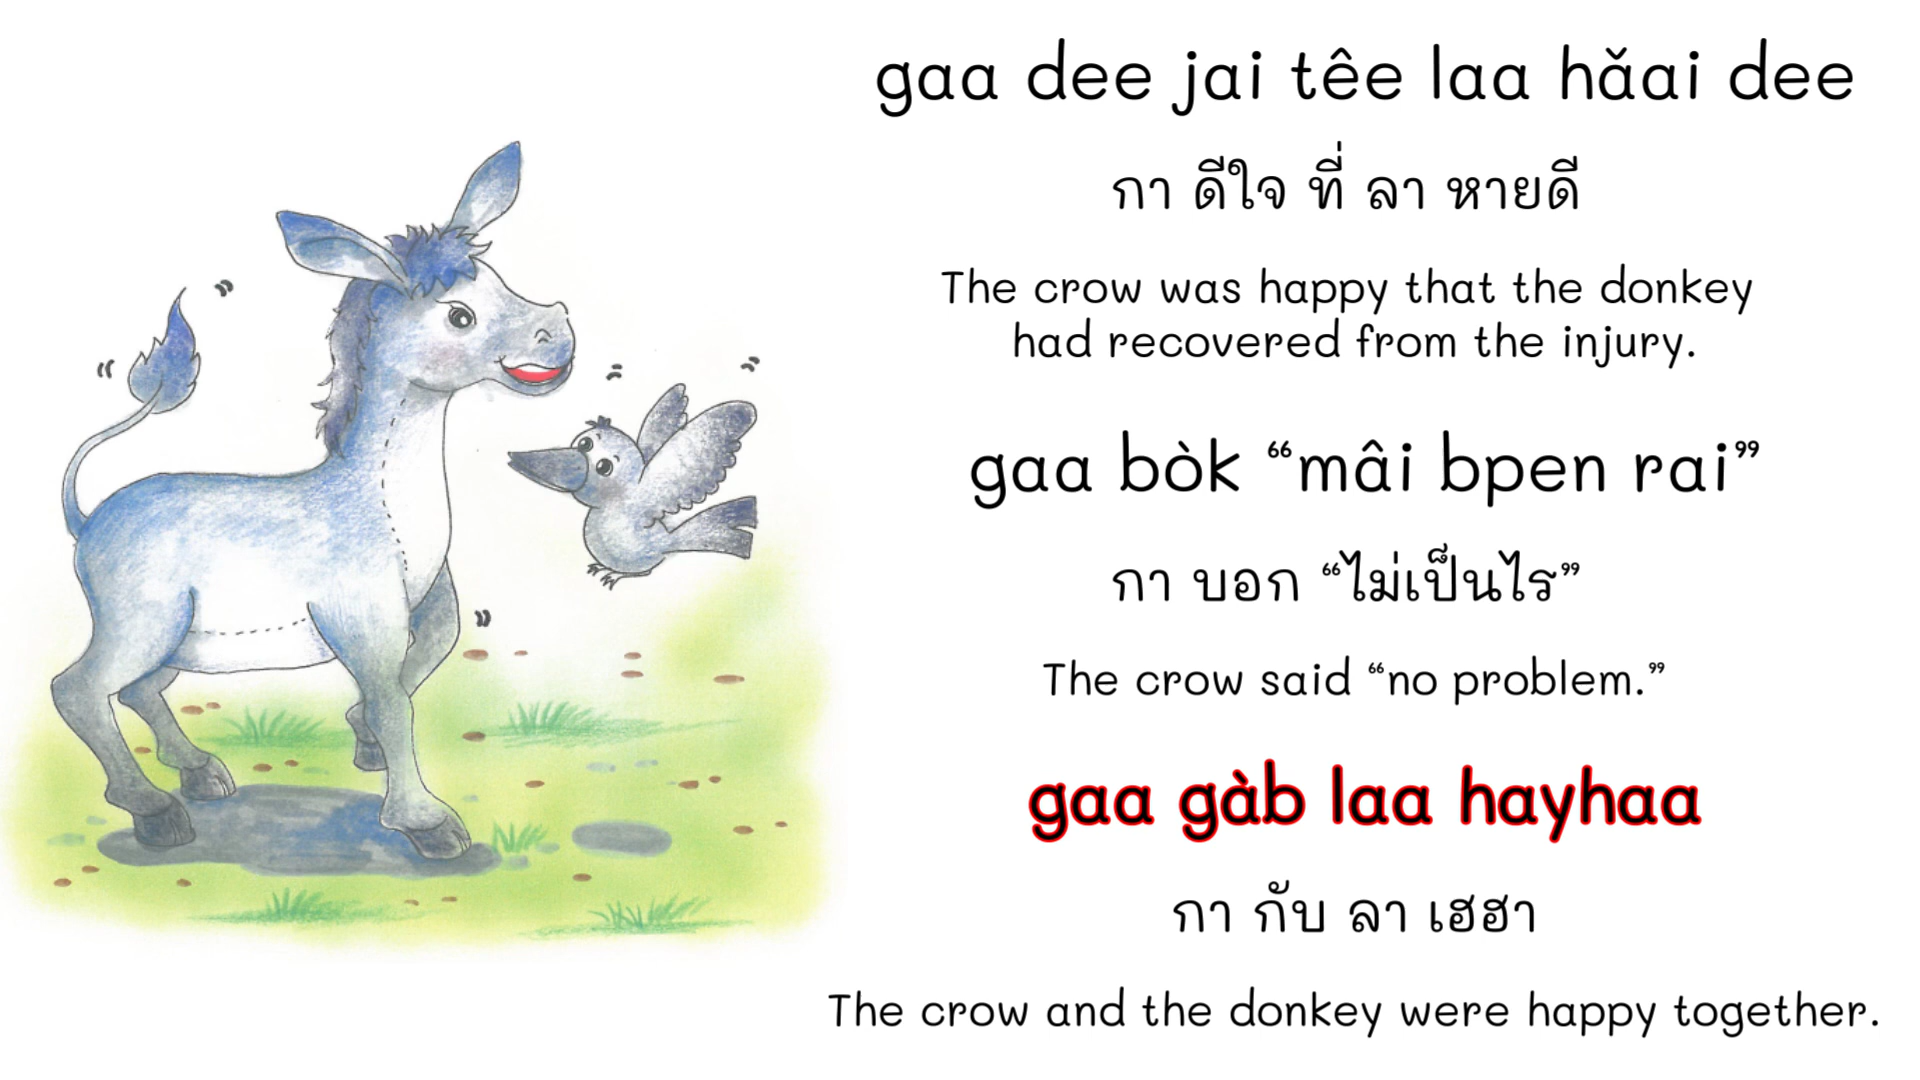 gaa dee jai têe laa hǎai dee
กา ดีใจ ที่ ลา หายดี
The crow was happy that the donkey
had recovered from the injury.
gaa bòk “mâi bpen rai”
กา บอก “ไม่เป็นไร”
The crow said “no problem.”
gaa gàb laa hayhaa
กา กับ ลา เฮฮา
The crow and the donkey were happy together.